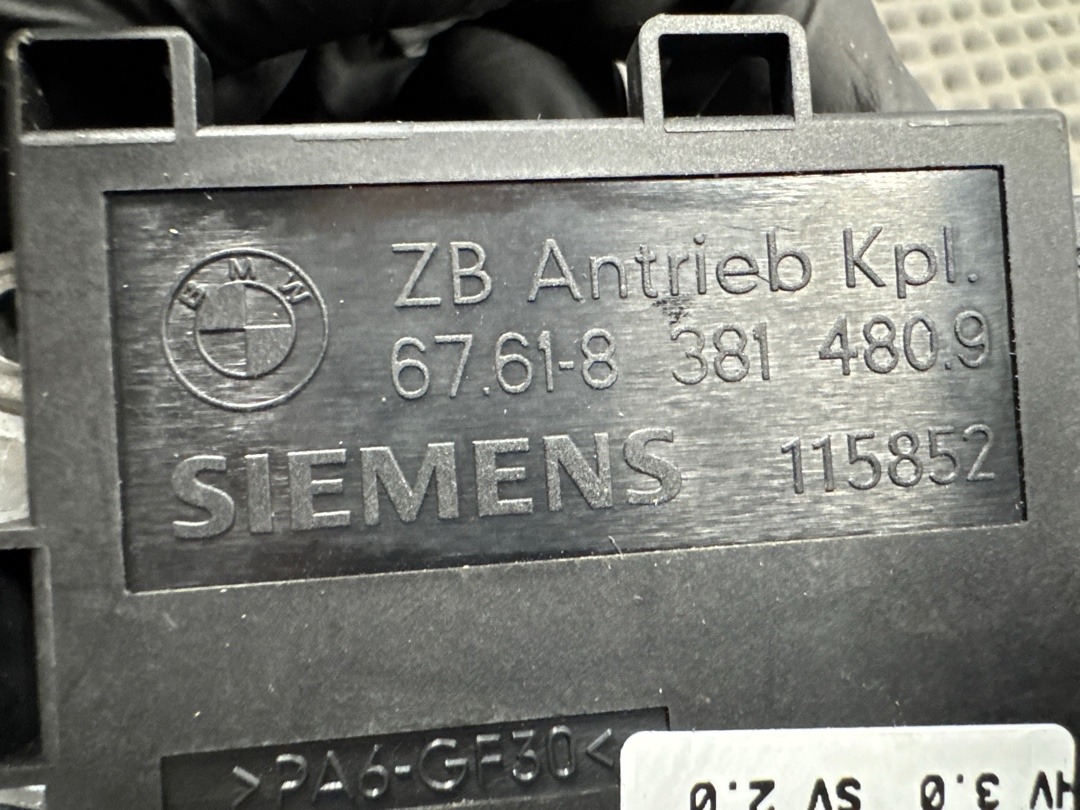 BMW
ZB Antrieb Kpl.
67.61-8 381 480.9
SIEMENS 115852
>PA6-GF30<
HV 3.0 SV 2.0